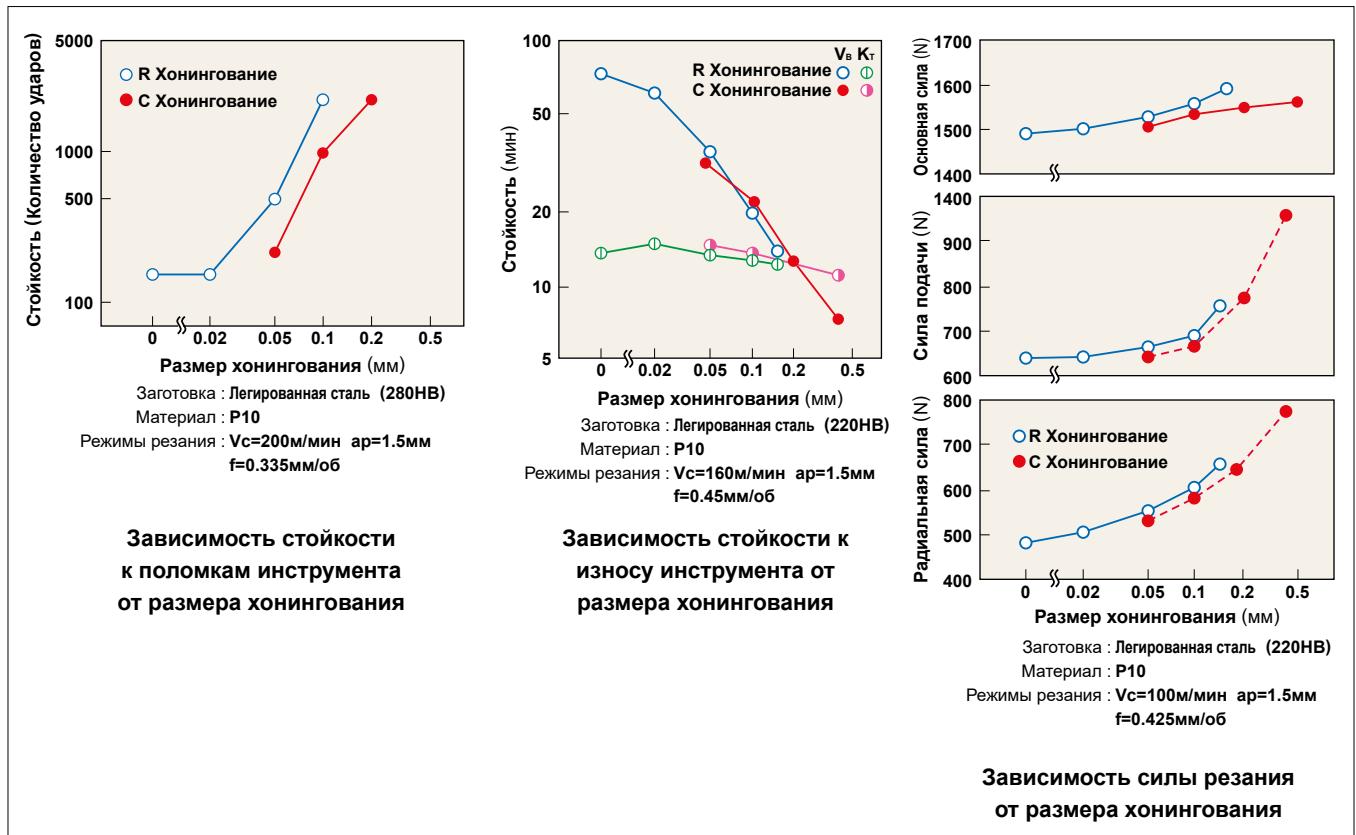 5000
1000
500
100
Стойкость (Количество ударов)
R Хонингование
C Хонингование
0 0.02 0.05 0.1 0.2 0.5
Размер хонингования (мм)
Заготовка : Легированная сталь (280HB)
Материал : P10
Режимы резания : Vc=200м/мин ap=1.5мм
f=0.335мм/об
Зависимость стойкости
к поломкам инструмента
от размера хонингования
100
50
20
10
5
Стойкость (мин)
VB KT
R Хонингование
C Хонингование
0 0.02 0.05 0.1 0.2 0.5
Размер хонингования (мм)
Заготовка : Легированная сталь (220HB)
Материал : P10
Режимы резания : Vc=160м/мин ap=1.5мм
f=0.45мм/об
Зависимость стойкости к
износу инструмента от
размера хонингования
1700
1600
1500
1400
Основная сила (N)
1400
900
800
700
600
Сила подачи (N)
800
700
600
500
400
Радиальная сила (N)
R Хонингование
C Хонингование
0 0.02 0.05 0.1 0.2 0.5
Размер хонингования (мм)
Заготовка : Легированная сталь (220HB)
Материал : P10
Режимы резания : Vc=100м/мин ap=1.5мм
f=0.425мм/об
Зависимость силы резания
от размера хонингования